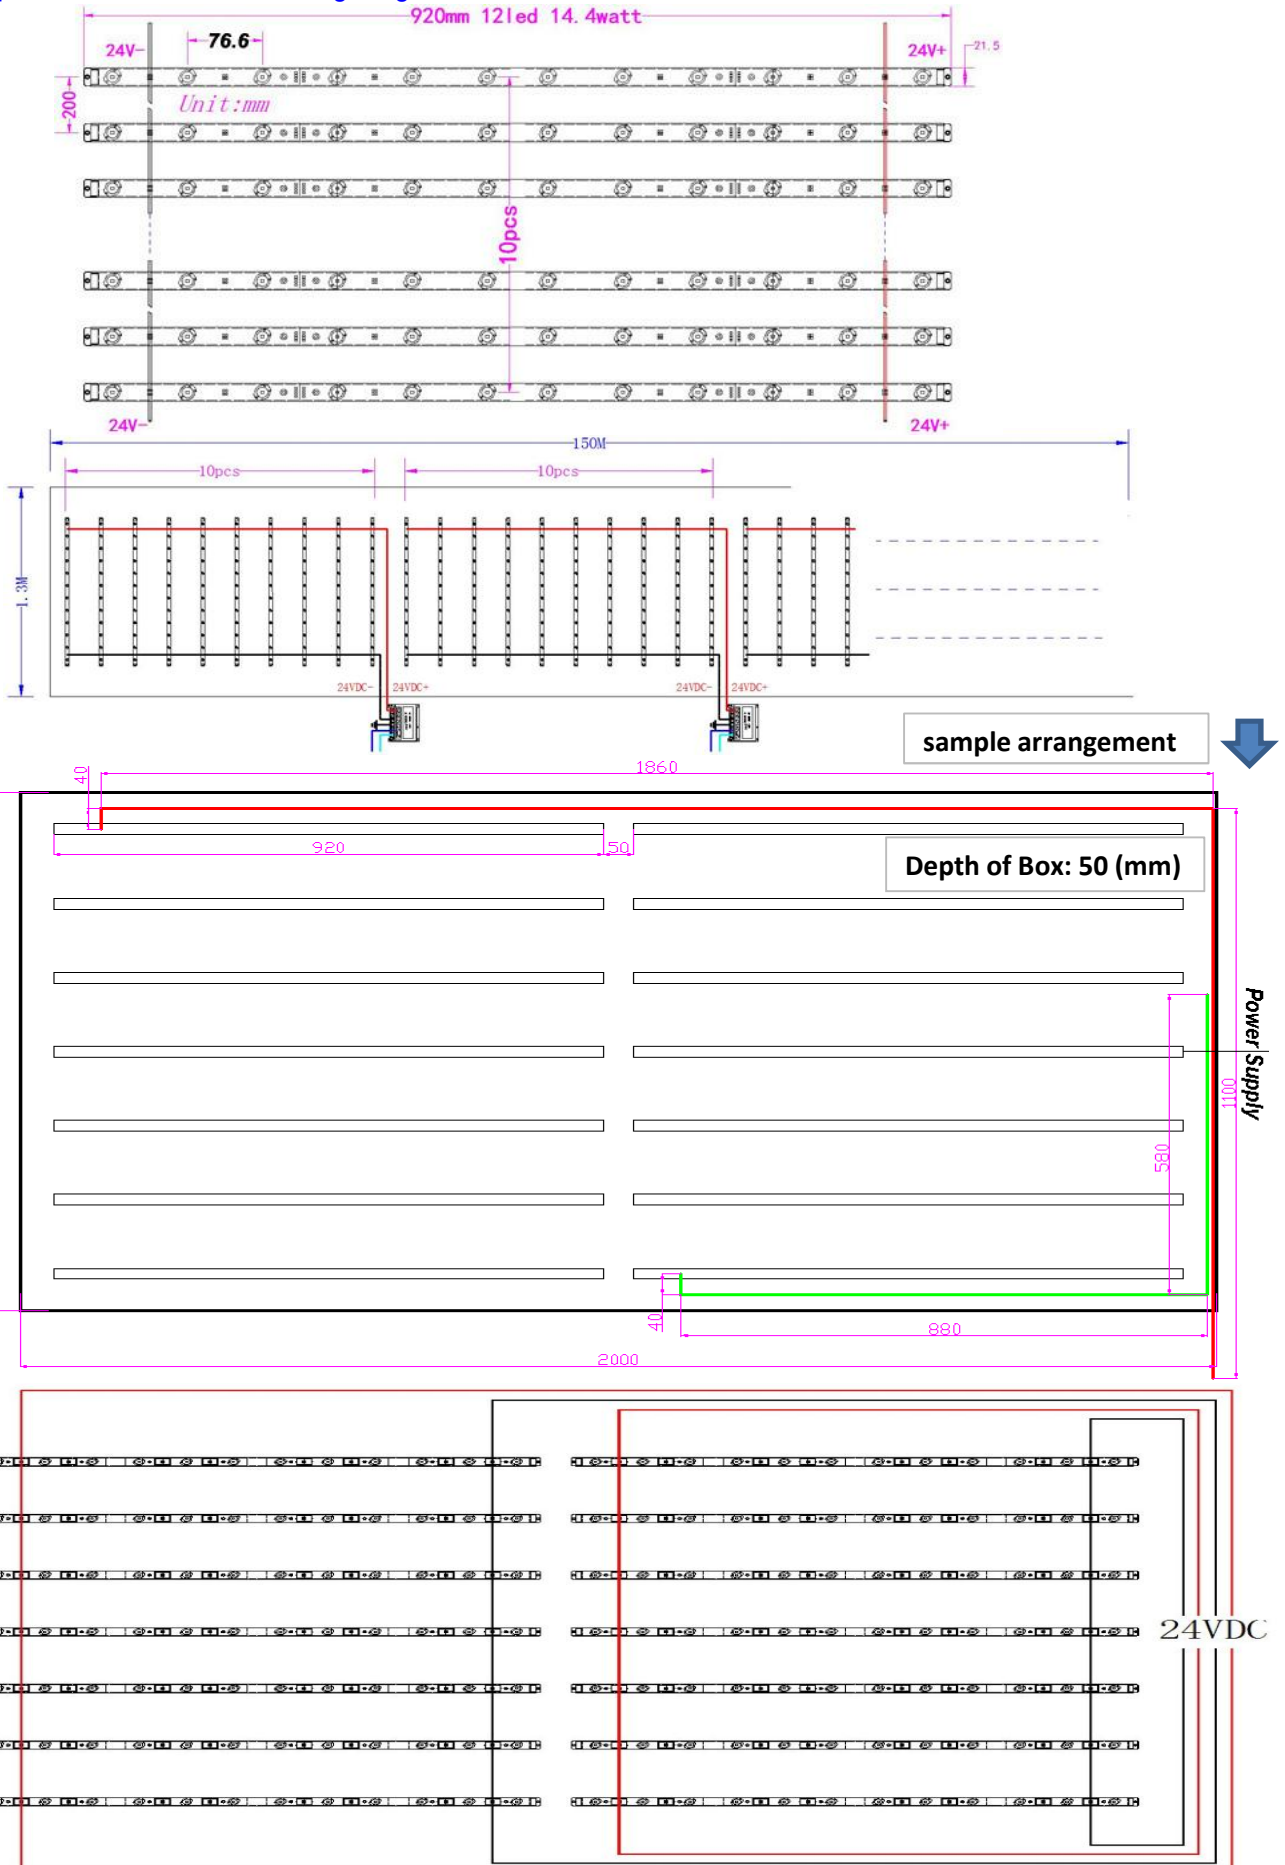 920mm 12led 14.4watt
24V-
76.6
24V+
21.5
200
Unit:mm
10pcs
24V-
24V+
150M
10pcs
10pcs
1.3M
24VDC-
24VDC+
24VDC-
24VDC+
sample arrangement
40
1860
920
50
Depth of Box: 50 (mm)
Power Supply
1100
580
40
880
2000
24VDC